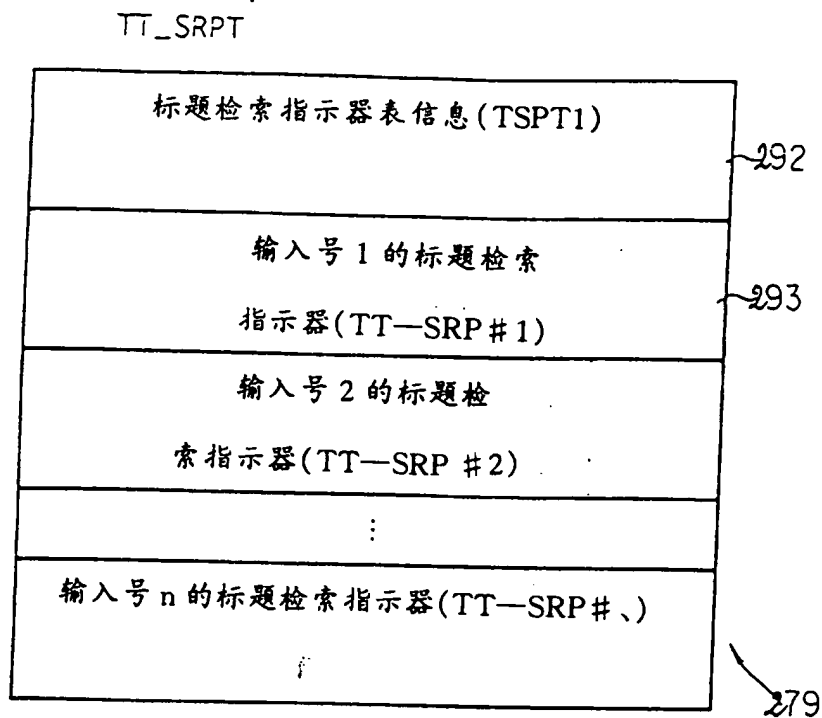 TT_SRPT
标题检索指示器表信息(TSPT1)
292
输入号1的标题检索
指示器(TT—SRP#1)
293
输入号2的标题检
索指示器(TT—SRP #2)
⋮
输入号n的标题检索指示器(TT—SRP#、)
279